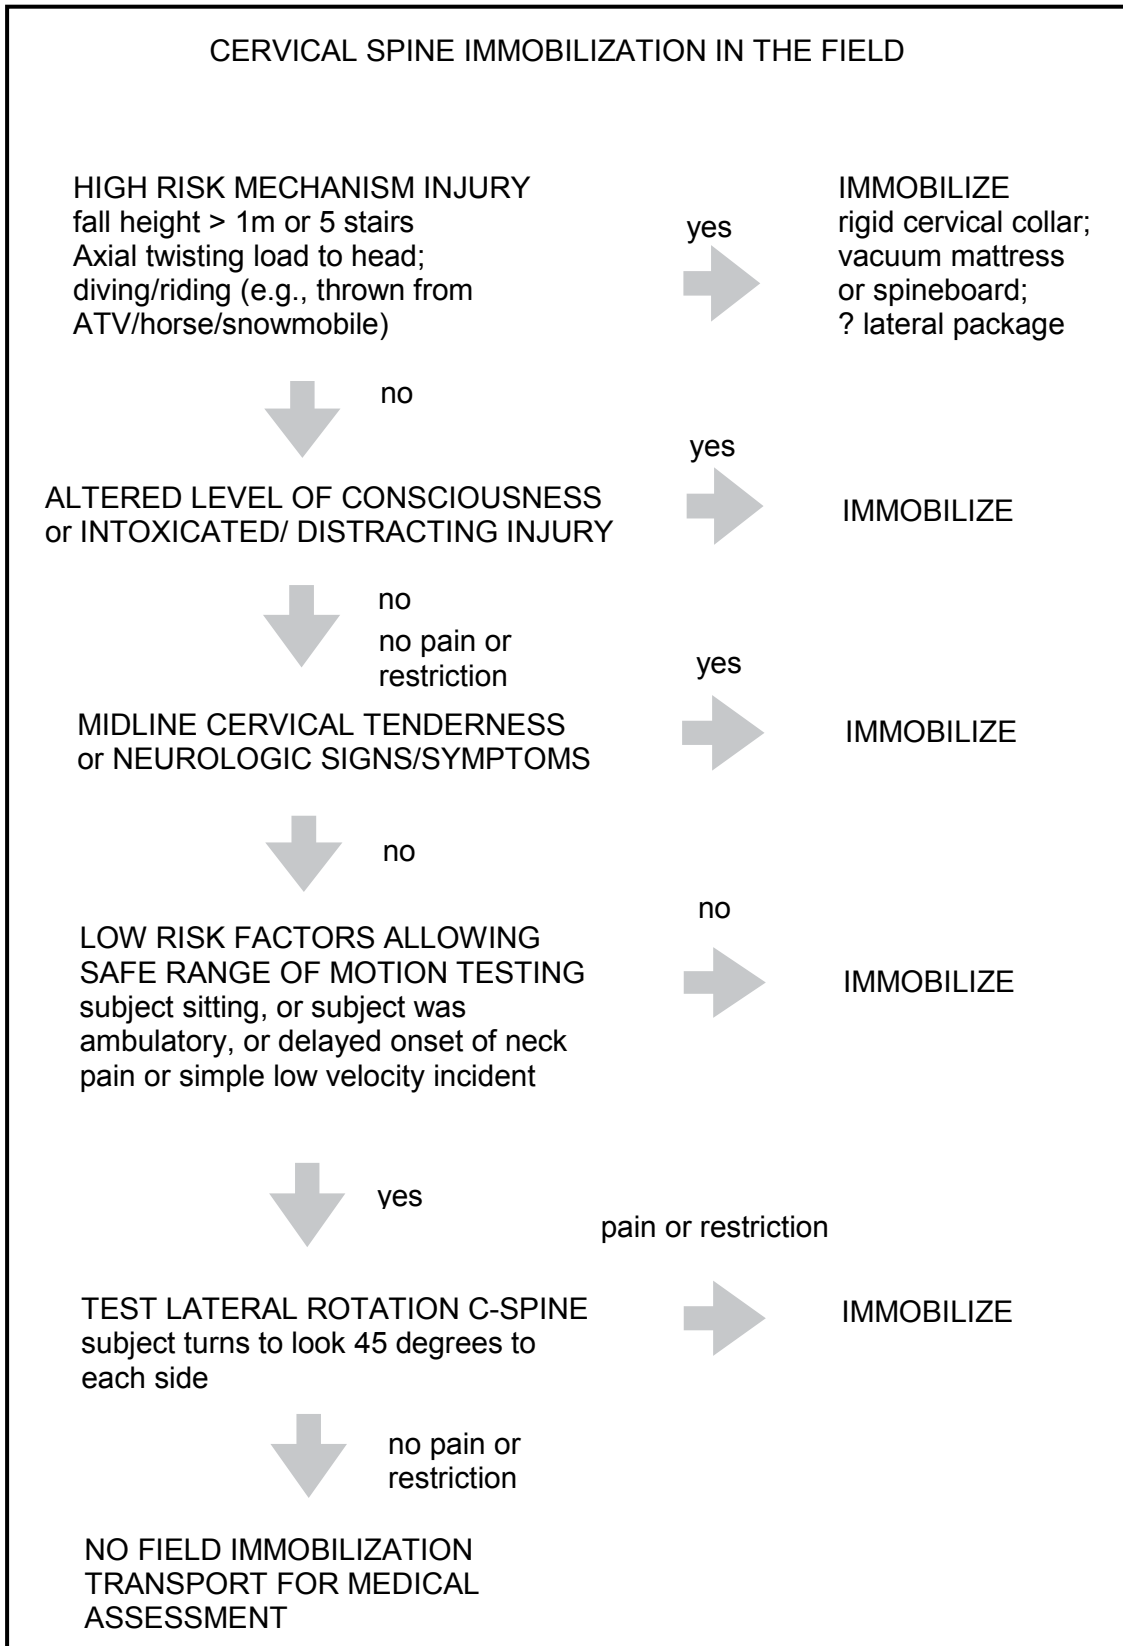 CERVICAL SPINE IMMOBILIZATION IN THE FIELD
HIGH RISK MECHANISM INJURY
fall height > 1m or 5 stairs
Axial twisting load to head;
diving/riding (e.g., thrown from
ATV/horse/snowmobile)
yes
IMMOBILIZE
rigid cervical collar;
vacuum mattress
or spineboard;
? lateral package
no
ALTERED LEVEL OF CONSCIOUSNESS
or INTOXICATED/ DISTRACTING INJURY
yes
IMMOBILIZE
no
no pain or
restriction
MIDLINE CERVICAL TENDERNESS
or NEUROLOGIC SIGNS/SYMPTOMS
yes
IMMOBILIZE
no
LOW RISK FACTORS ALLOWING
SAFE RANGE OF MOTION TESTING
subject sitting, or subject was
ambulatory, or delayed onset of neck
pain or simple low velocity incident
no
IMMOBILIZE
yes
TEST LATERAL ROTATION C-SPINE
subject turns to look 45 degrees to
each side
pain or restriction
IMMOBILIZE
no pain or
restriction
NO FIELD IMMOBILIZATION
TRANSPORT FOR MEDICAL
ASSESSMENT